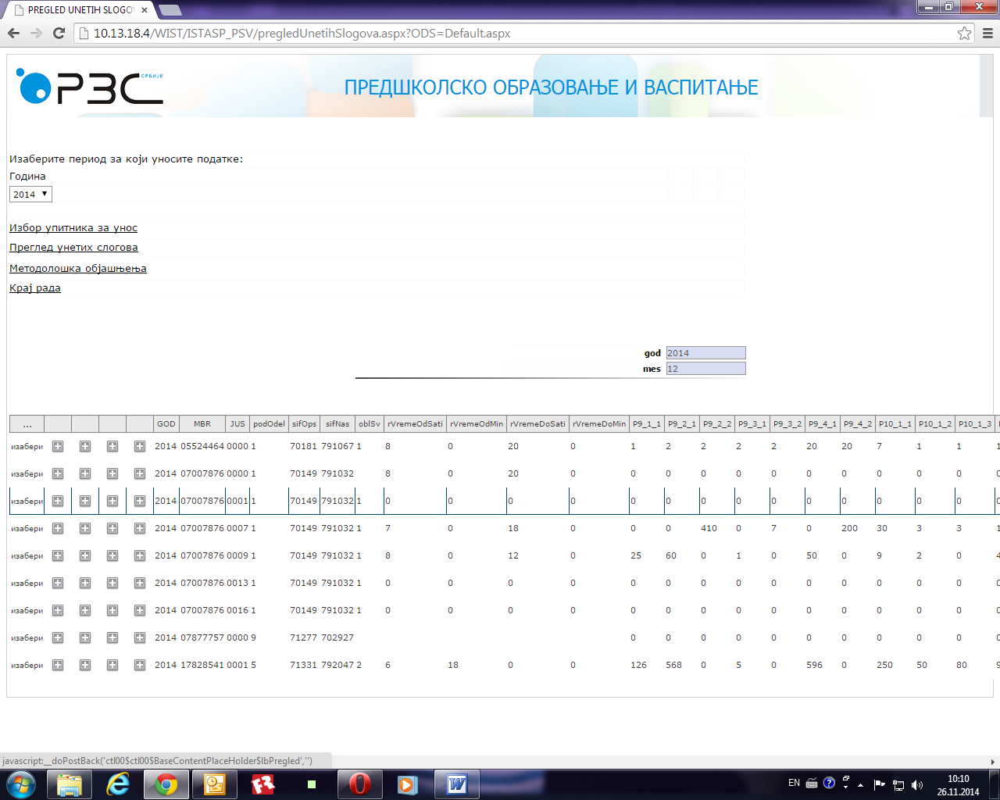 PREGLED UNETIH SLOGO
10.13.18.4/WIST/ISTASP_PSV/pregledUnetihSlogova.aspx?ODS=Default.aspx
РЗС СРБИЈЕ
ПРЕДШКОЛСКО ОБРАЗОВАЊЕ И ВАСПИТАЊЕ
Изаберите период за који уносите податке:
Година
2014
Избор упитника за унос
Преглед унетих слогова
Методолошка објашњења
Крај рада
god 2014
mes 12
... GOD MBR JUS podOdel sifOps sifNas oblSv rVremeOdSati rVremeOdMin rVremeDoSati rVremeDoMin P9_1_1 P9_2_1 P9_2_2 P9_3_1 P9_3_2 P9_4_1 P9_4_2 P10_1_1 P10_1_2 P10_1_3
изабери 2014 05524464 0000 1 70181 791067 1 8 0 20 0 1 2 2 2 2 20 20 7 1 1 1
изабери 2014 07007876 0000 1 70149 791032 8 0 20 0 0 0 0 0 0 0 0 0 0 0 0
изабери 2014 07007876 0001 1 70149 791032 1 0 0 0 0 0 0 0 0 0 0 0 0 0 0 0
изабери 2014 07007876 0007 1 70149 791032 1 7 0 18 0 0 0 410 0 7 0 200 30 3 3 1
изабери 2014 07007876 0009 1 70149 791032 1 8 0 12 0 25 60 0 1 0 50 0 9 2 0 4
изабери 2014 07007876 0013 1 70149 791032 1 0 0 0 0 0 0 0 0 0 0 0 0 0 0 0
изабери 2014 07007876 0016 1 70149 791032 1 0 0 0 0 0 0 0 0 0 0 0 0 0 0 0
изабери 2014 07877757 0000 9 71277 702927 0 0 0 0 0 0 0 0 0 0 0
изабери 2014 17828541 0001 5 71331 792047 2 6 18 0 0 126 568 0 5 0 596 0 250 50 80 9
javascript:__doPostBack('ctl00$ctl00$BaseContentPlaceHolder$lbPregled','')
EN 10:10
26.11.2014